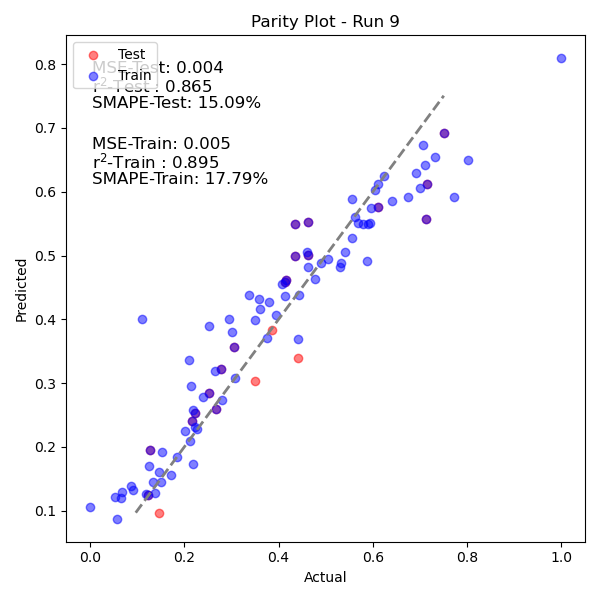 Parity Plot - Run 9
Test
Train
MSE-Test: 0.004
r²-Test : 0.865
SMAPE-Test: 15.09%
MSE-Train: 0.005
r²-Train : 0.895
SMAPE-Train: 17.79%
0.8
0.7
0.6
0.5
0.4
0.3
0.2
0.1
Predicted
0.0 0.2 0.4 0.6 0.8 1.0
Actual